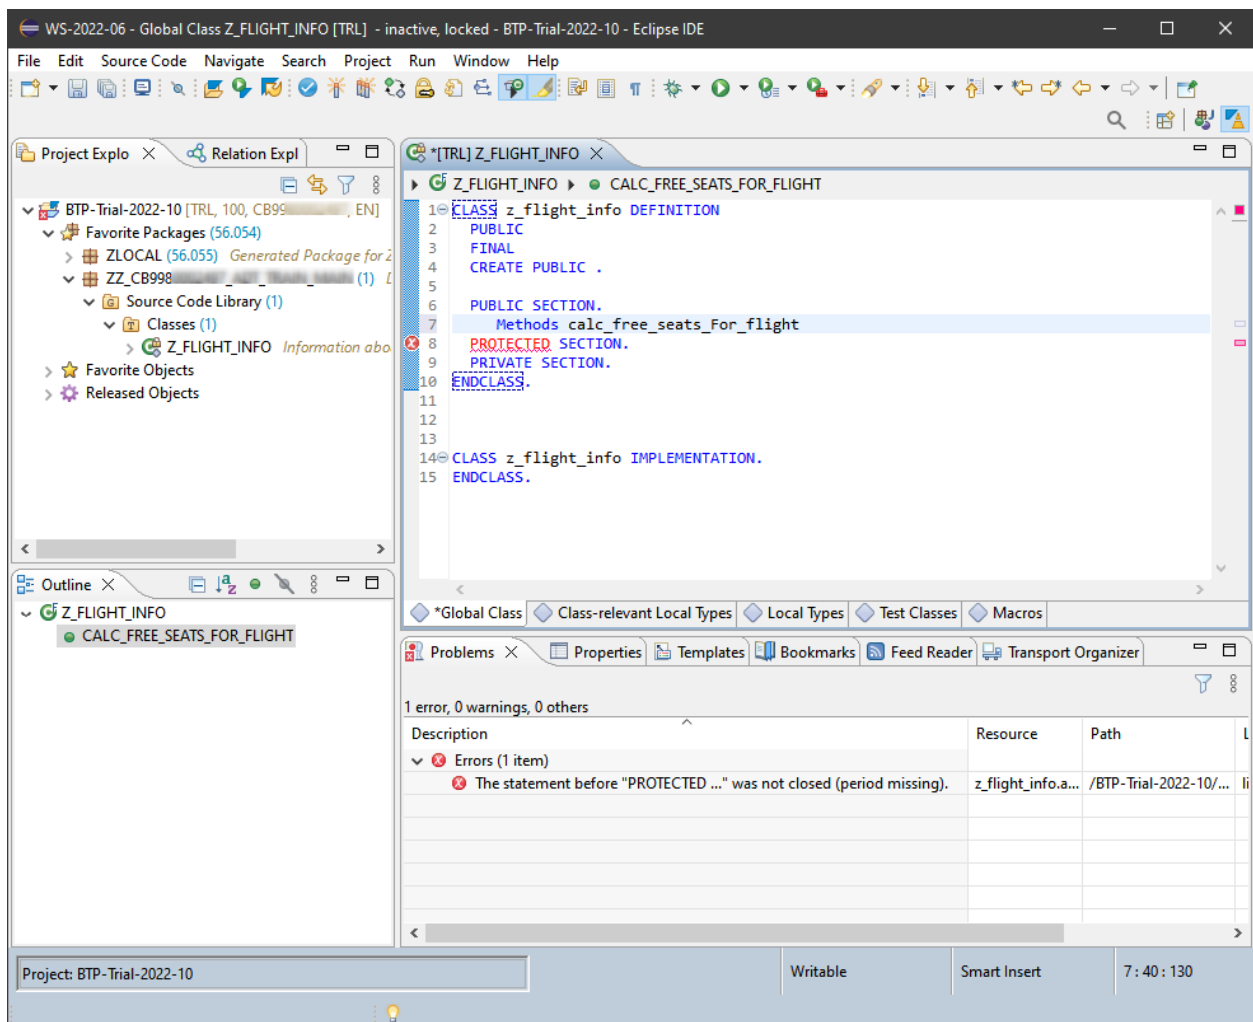 WS-2022-06 - Global Class Z_FLIGHT_INFO [TRL] - inactive, locked - BTP-Trial-2022-10 - Eclipse IDE
File Edit Source Code Navigate Search Project Run Window Help
Project Explo
Relation Expl
BTP-Trial-2022-10 [TRL, 100, CB99 , EN]
Favorite Packages (56.054)
ZLOCAL (56.055) Generated Package for Z
ZZ_CB998 (1)
Source Code Library (1)
Classes (1)
Z_FLIGHT_INFO Information abo
Favorite Objects
Released Objects
Outline
Z_FLIGHT_INFO
CALC_FREE_SEATS_FOR_FLIGHT
*[TRL] Z_FLIGHT_INFO
Z_FLIGHT_INFO CALC_FREE_SEATS_FOR_FLIGHT
1 CLASS z_flight_info DEFINITION
2 PUBLIC
3 FINAL
4 CREATE PUBLIC .
5
6 PUBLIC SECTION.
7 Methods calc_free_seats_For_flight
8 PROTECTED SECTION.
9 PRIVATE SECTION.
10 ENDCLASS.
11
12
13
14 CLASS z_flight_info IMPLEMENTATION.
15 ENDCLASS.
*Global Class Class-relevant Local Types Local Types Test Classes Macros
Problems Properties Templates Bookmarks Feed Reader Transport Organizer
1 error, 0 warnings, 0 others
Description Resource Path L
Errors (1 item)
The statement before "PROTECTED ..." was not closed (period missing). z_flight_info.a... /BTP-Trial-2022-10/... li
Project: BTP-Trial-2022-10
Writable
Smart Insert
7 : 40 : 130